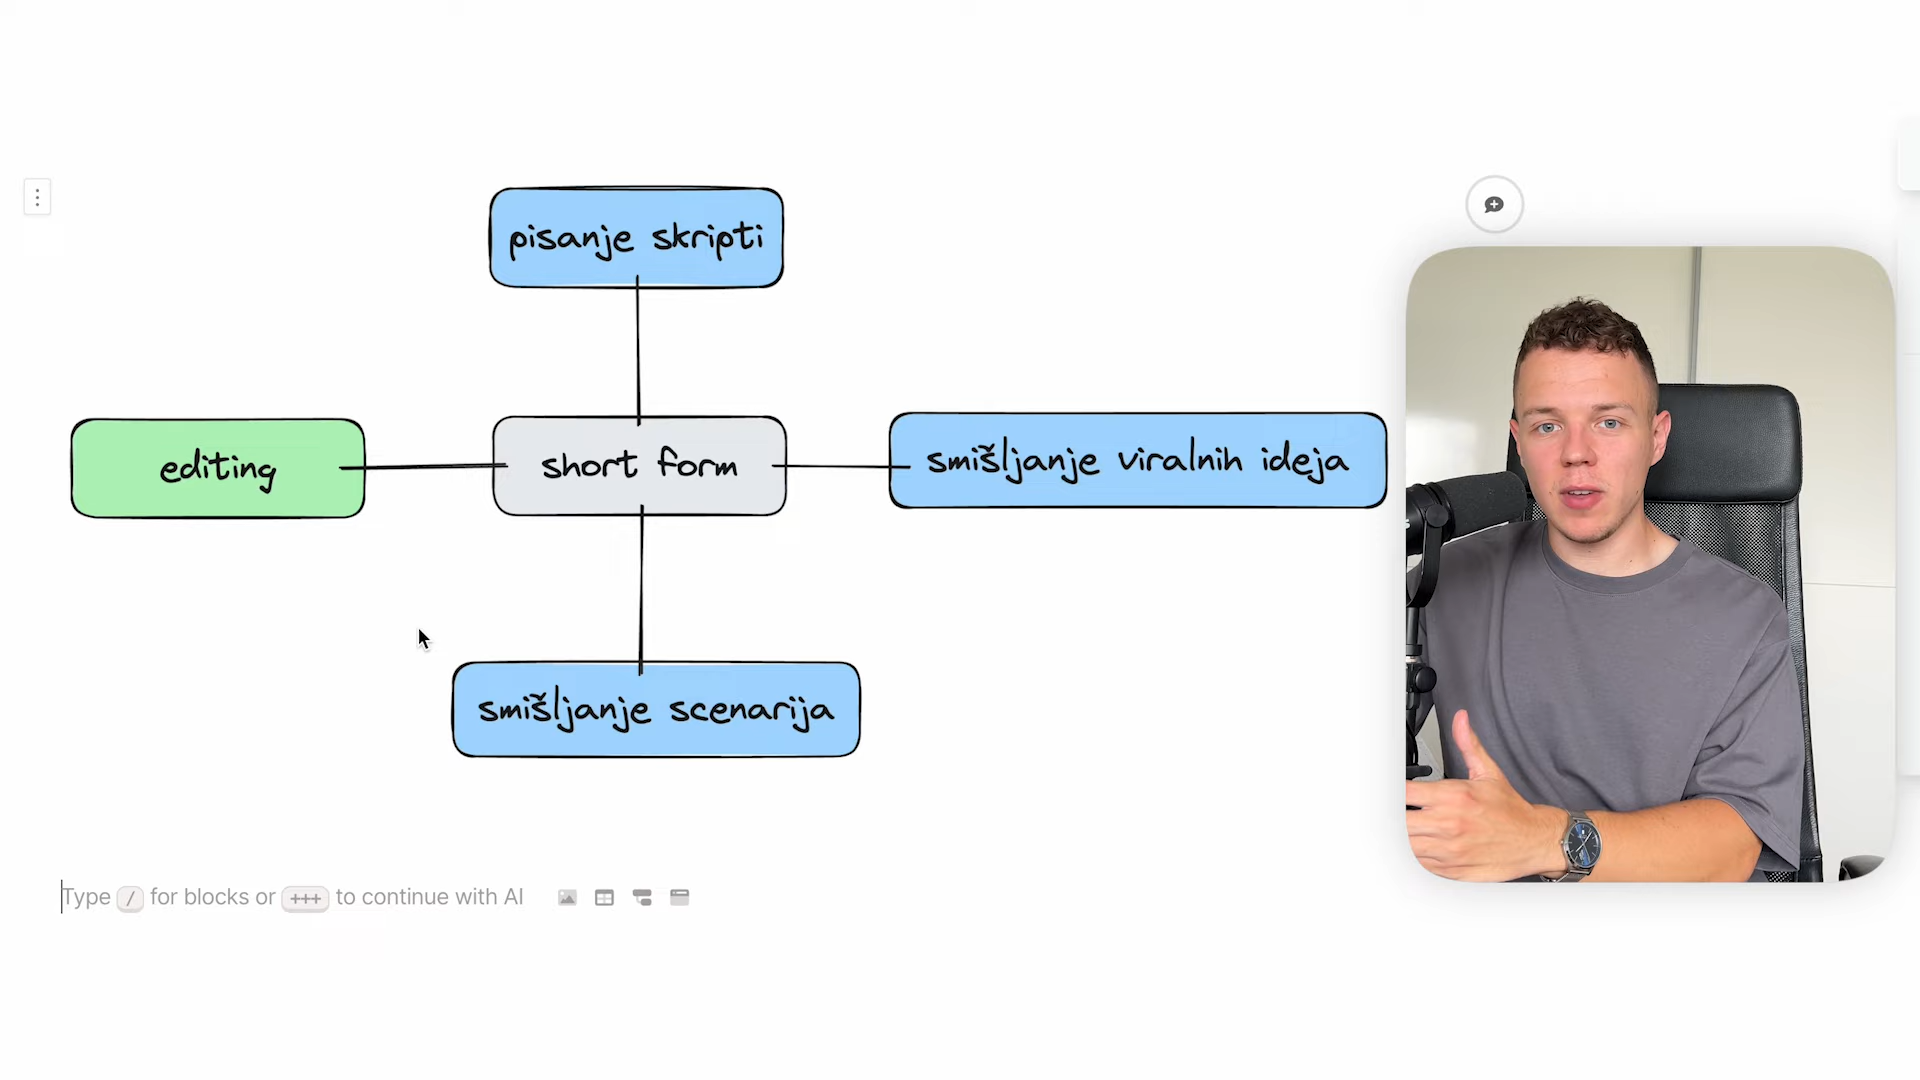 pisanje skripti
editing
short form
smišljanje viralnih ideja
smišljanje scenarija
Type / for blocks or +++ to continue with AI